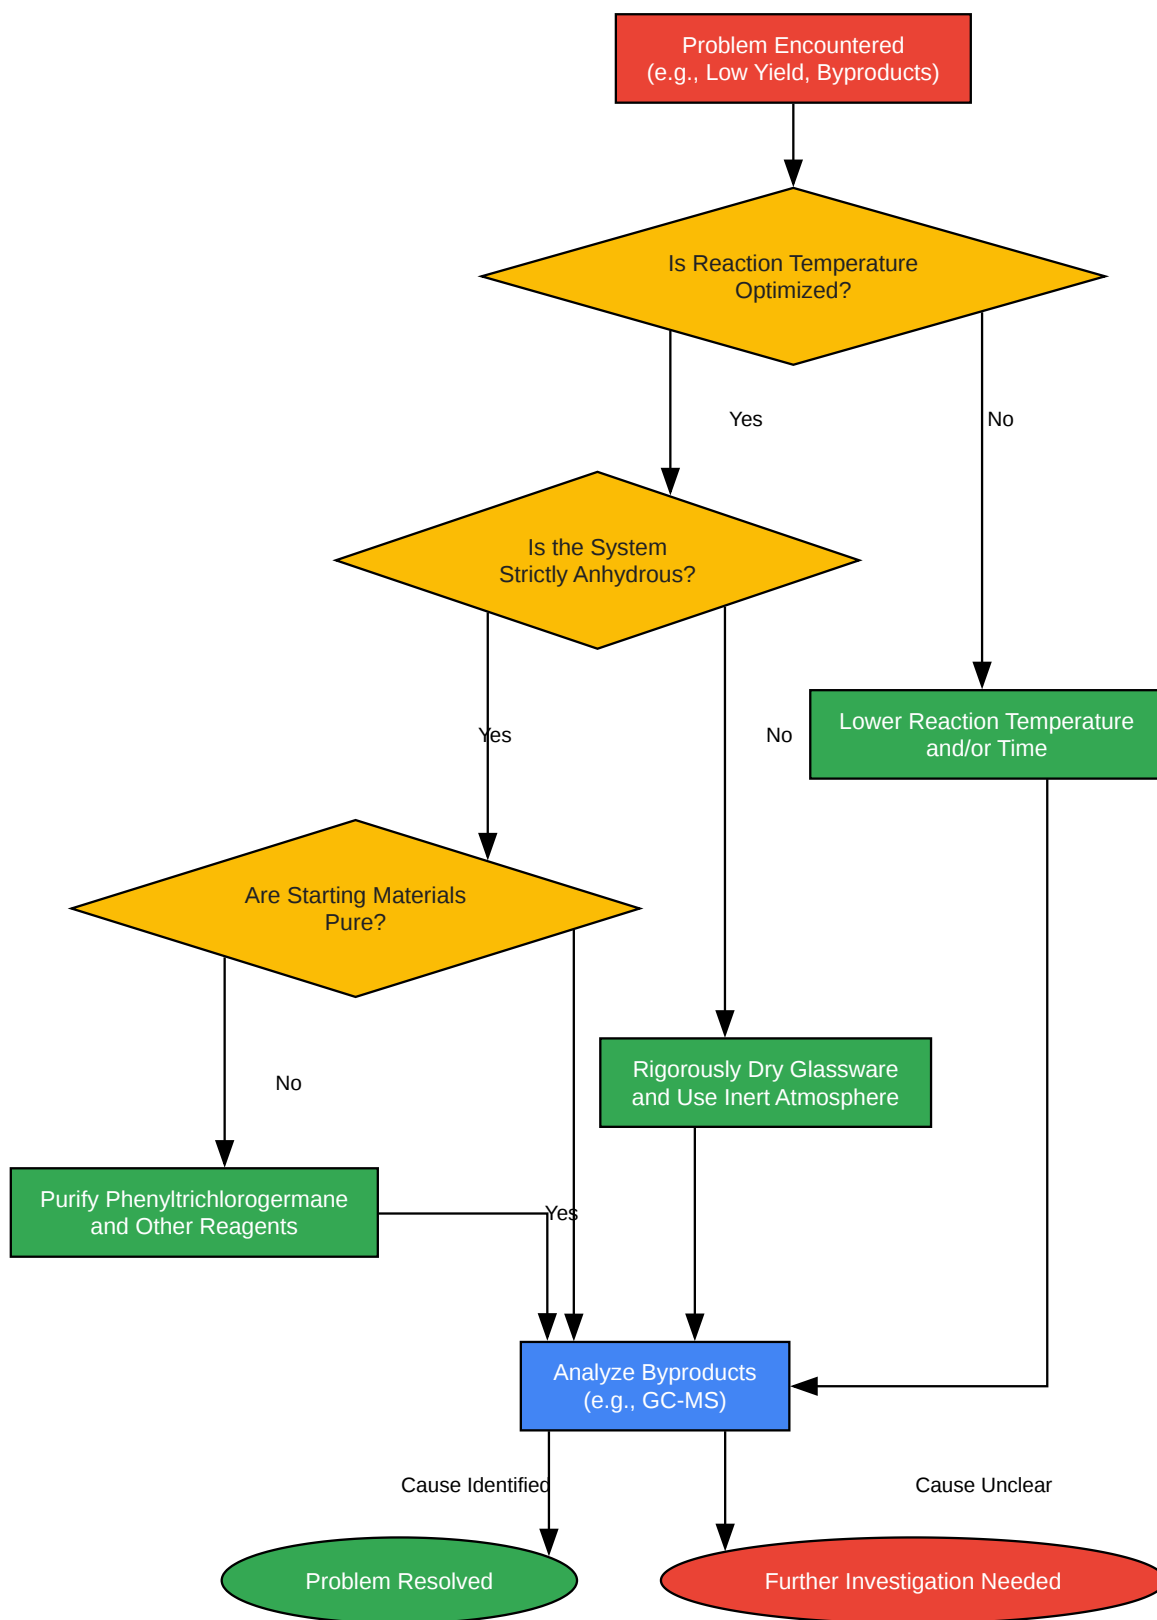 Problem Encountered
(e.g., Low Yield, Byproducts)
Is Reaction Temperature
Optimized?
Yes
No
Is the System
Strictly Anhydrous?
Yes
No
Lower Reaction Temperature
and/or Time
Are Starting Materials
Pure?
No
Rigorously Dry Glassware
and Use Inert Atmosphere
Purify Phenyltrichlorogermane
and Other Reagents
Yes
Analyze Byproducts
(e.g., GC-MS)
Cause Identified
Cause Unclear
Problem Resolved
Further Investigation Needed